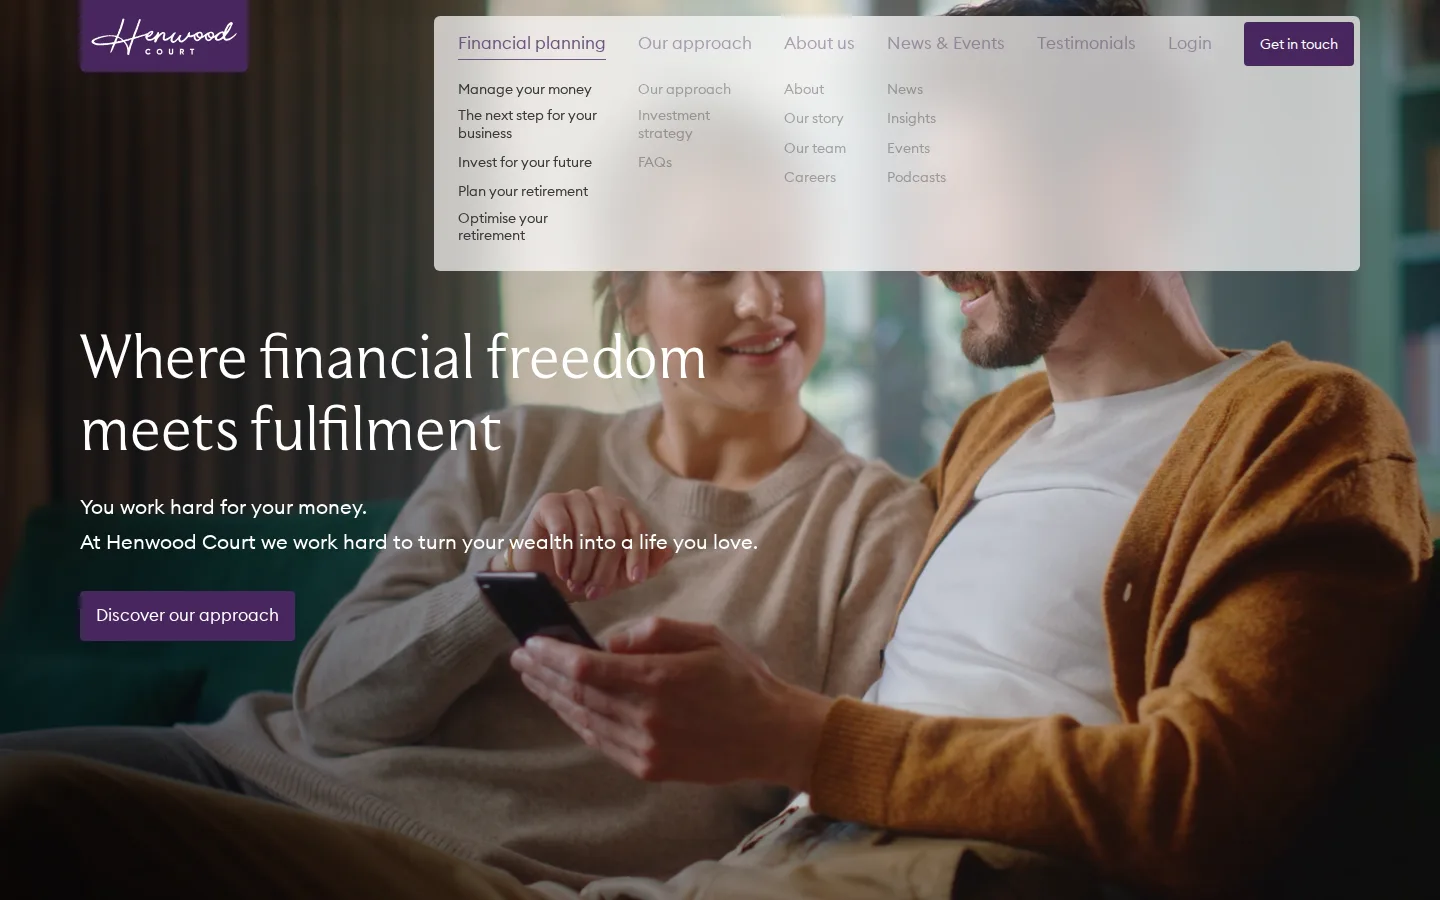 Henwood
COURT
Financial planning
Our approach
About us
News & Events
Testimonials
Login
Get in touch
Manage your money
The next step for your
business
Invest for your future
Plan your retirement
Optimise your
retirement
Our approach
Investment
strategy
FAQs
About
Our story
Our team
Careers
News
Insights
Events
Podcasts
Where financial freedom
meets fulfilment
You work hard for your money.
At Henwood Court we work hard to turn your wealth into a life you love.
Discover our approach